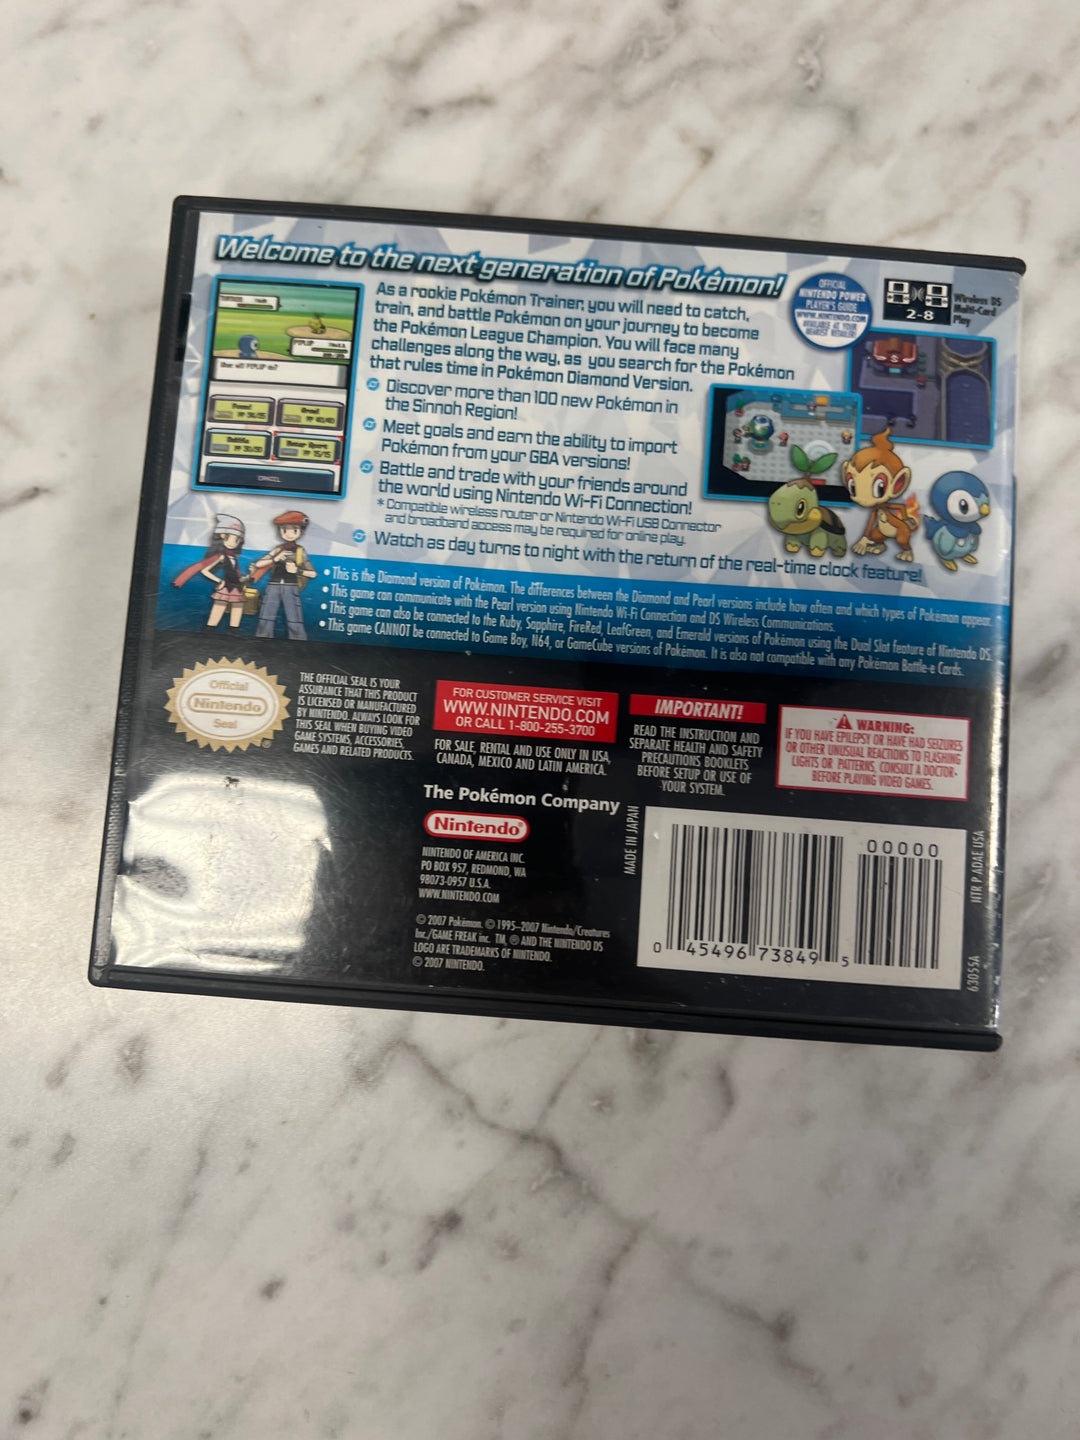 Welcome to the next generation of Pokémon!
As a rookie Pokémon Trainer, you will need to catch,
train, and battle Pokémon on your journey to become
the Pokémon League Champion. You will face many
challenges along the way, as you search for the Pokémon
that rules time in Pokémon Diamond Version.
Discover more than 100 new Pokémon in
the Sinnoh Region!
Meet goals and earn the ability to import
Pokémon from your GBA versions!
Battle and trade with your friends around
the world using Nintendo Wi-Fi Connection!
* Compatible wireless router or Nintendo Wi-Fi USB Connector
and broadband access may be required for online play.
Watch as day turns to night with the return of the real-time clock feature!
OFFICIAL
NINTENDO POWER
PLAYER'S GUIDE
WWW.NINTENDO.COM
AVAILABLE AT YOUR
NEAREST RETAILER!
2-8
Wireless DS
Multi-Card
Play
CANCEL
• This is the Diamond version of Pokémon. The differences between the Diamond and Pearl versions include how often and which types of Pokémon appear.
• This game can communicate with the Pearl version using Nintendo Wi-Fi Connection and DS Wireless Communications.
• This game can also be connected to the Ruby, Sapphire, FireRed, LeafGreen, and Emerald versions of Pokémon using the Dual Slot feature of Nintendo DS.
• This game CANNOT be connected to Game Boy, N64, or GameCube versions of Pokémon. It is also not compatible with any Pokémon Battle-e Cards.
Official
Nintendo
Seal
THE OFFICIAL SEAL IS YOUR
ASSURANCE THAT THIS PRODUCT
IS LICENSED OR MANUFACTURED
BY NINTENDO. ALWAYS LOOK FOR
THIS SEAL WHEN BUYING VIDEO
GAME SYSTEMS, ACCESSORIES,
GAMES AND RELATED PRODUCTS.
FOR CUSTOMER SERVICE VISIT
WWW.NINTENDO.COM
OR CALL 1-800-255-3700
FOR SALE, RENTAL AND USE ONLY IN USA,
CANADA, MEXICO AND LATIN AMERICA.
IMPORTANT!
READ THE INSTRUCTION AND
SEPARATE HEALTH AND SAFETY
PRECAUTIONS BOOKLETS
BEFORE SETUP OR USE OF
YOUR SYSTEM.
WARNING:
IF YOU HAVE EPILEPSY OR HAVE HAD SEIZURES
OR OTHER UNUSUAL REACTIONS TO FLASHING
LIGHTS OR PATTERNS, CONSULT A DOCTOR
BEFORE PLAYING VIDEO GAMES.
The Pokémon Company
Nintendo®
NINTENDO OF AMERICA INC.
PO BOX 957, REDMOND, WA
98073-0957 U.S.A.
WWW.NINTENDO.COM
© 2007 Pokémon. © 1995–2007 Nintendo/Creatures
Inc./GAME FREAK inc. TM, ® AND THE NINTENDO DS
LOGO ARE TRADEMARKS OF NINTENDO.
© 2007 NINTENDO.
MADE IN JAPAN
00000
0 45496 73849 5
NTR P ADAE USA
63055A